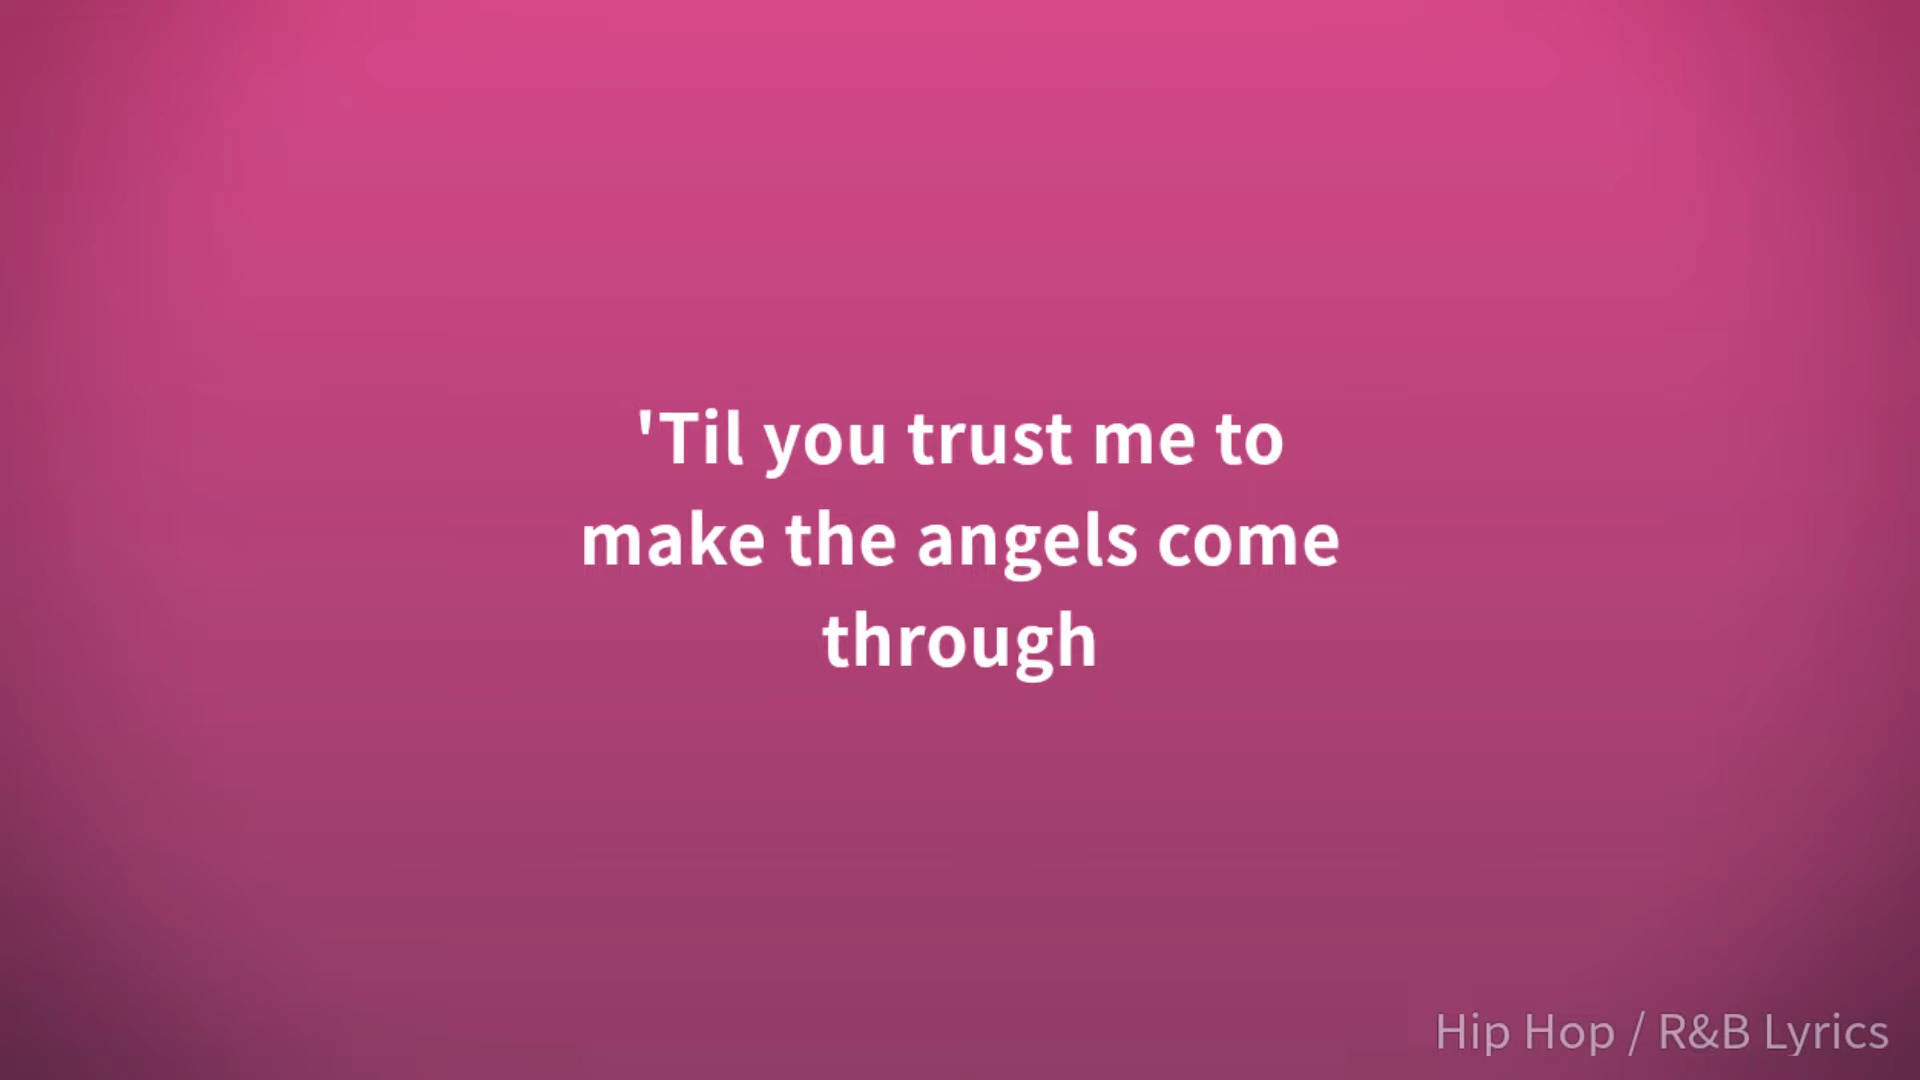 'Til you trust me to
make the angels come
through
Hip Hop / R&B Lyrics